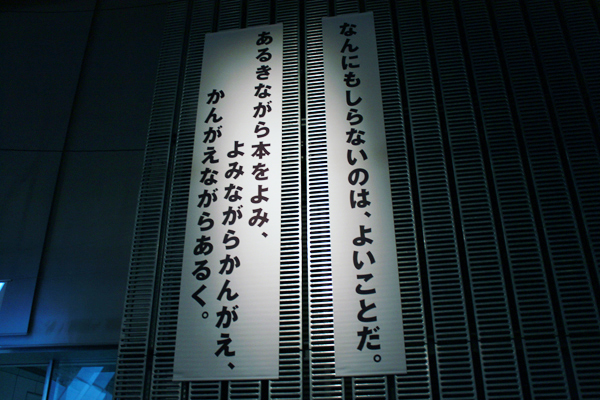 なんにもしらないのは、よいことだ。
あるきながら本をよみ、
よみながらかんがえ、
かんがえながらあるく。